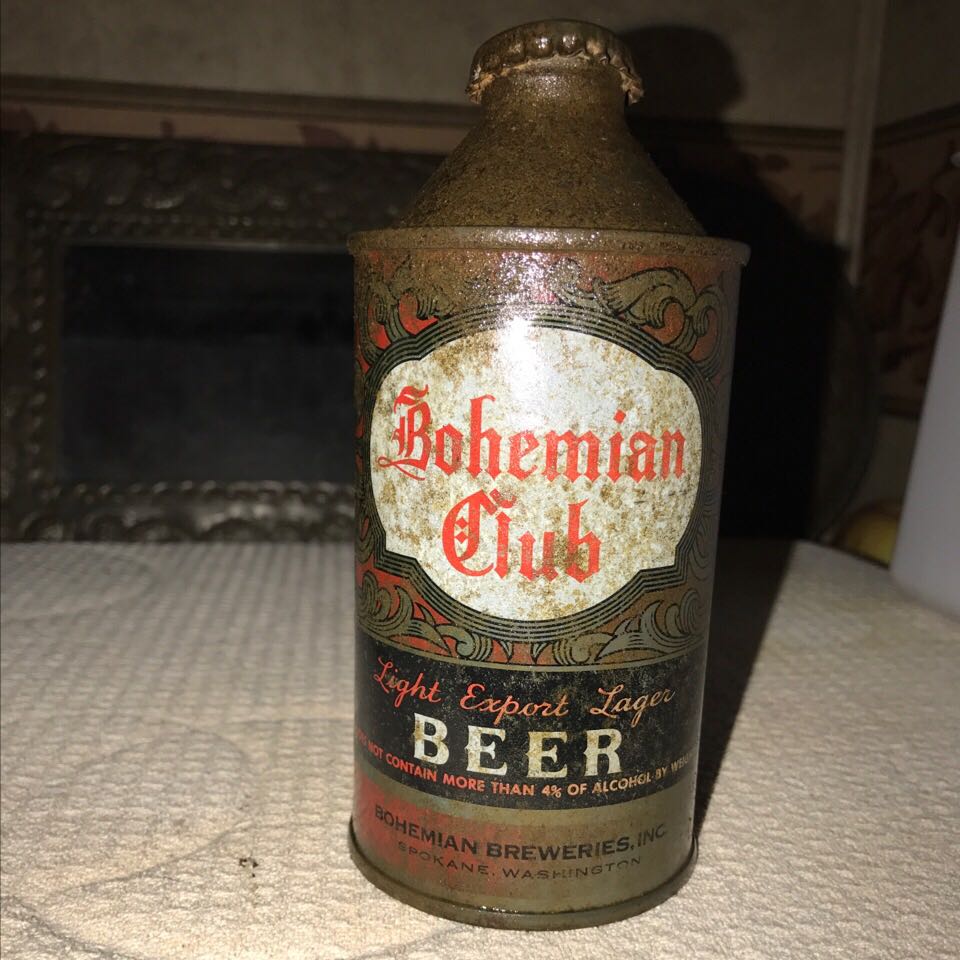 Bohemian
Club
Light Export Lager
BEER
NOT CONTAIN MORE THAN 4% OF ALCOHOL BY
BOHEMIAN BREWERIES, INC.
SPOKANE, WASHINGTON